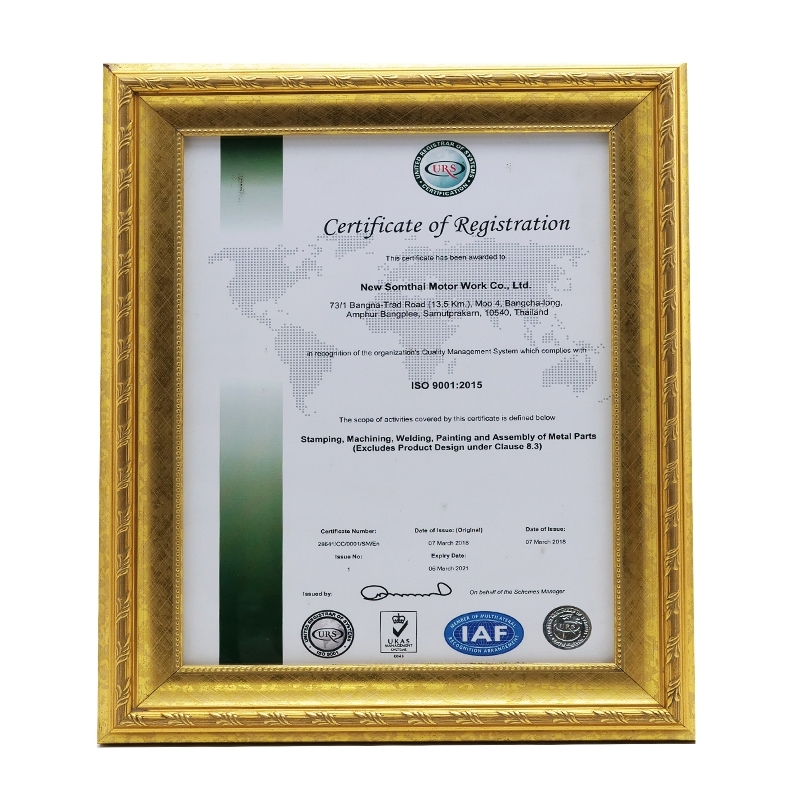 UNITED REGISTRAR OF SYSTEMS
URS
CERTIFICATION
Certificate of Registration
This certificate has been awarded to
New Somthai Motor Work Co., Ltd.
73/1 Bangna-Trad Road (13.5 Km.), Moo 4, Bangcha-long,
Amphur Bangplee, Samutprakarn, 10540, Thailand
in recognition of the organization's Quality Management System which complies with
ISO 9001:2015
The scope of activities covered by this certificate is defined below
Stamping, Machining, Welding, Painting and Assembly of Metal Parts
(Excludes Product Design under Clause 8.3)
Certificate Number: Date of Issue: (Original) Date of Issue:
07 March 2018 07 March 2018
Issue No: Expiry Date:
1 06 March 2021
Issued by: On behalf of the Schemes Manager
UNITED REGISTRAR OF SYSTEMS
URS
ISO 9001
UKAS
MANAGEMENT
SYSTEMS
MEMBER OF MULTILATERAL
IAF
RECOGNITION ARRANGEMENT
URS